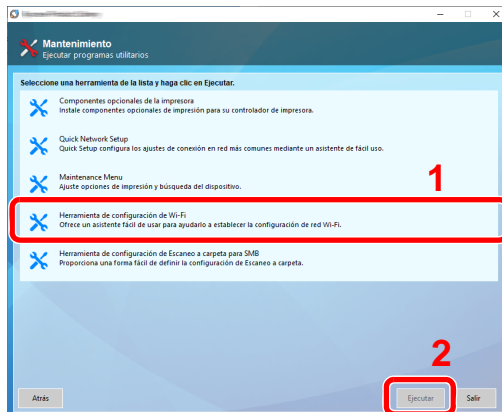 Mantenimiento
Ejecutar programas utilitarios
Seleccione una herramienta de la lista y haga clic en Ejecutar.
Componentes opcionales de la impresora
Instale componentes opcionales de impresión para su controlador de impresora.
Quick Network Setup
Quick Setup configura los ajustes de conexión en red más comunes mediante un asistente de fácil uso.
Maintenance Menu
Ajuste opciones de impresión y búsqueda del dispositivo.
1
Herramienta de configuración de Wi-Fi
Ofrece un asistente fácil de usar para ayudarlo a establecer la configuración de red Wi-Fi.
Herramienta de configuración de Escaneo a carpeta para SMB
Proporciona una forma fácil de definir la configuración de Escaneo a carpeta.
2
Atrás
Ejecutar
Salir